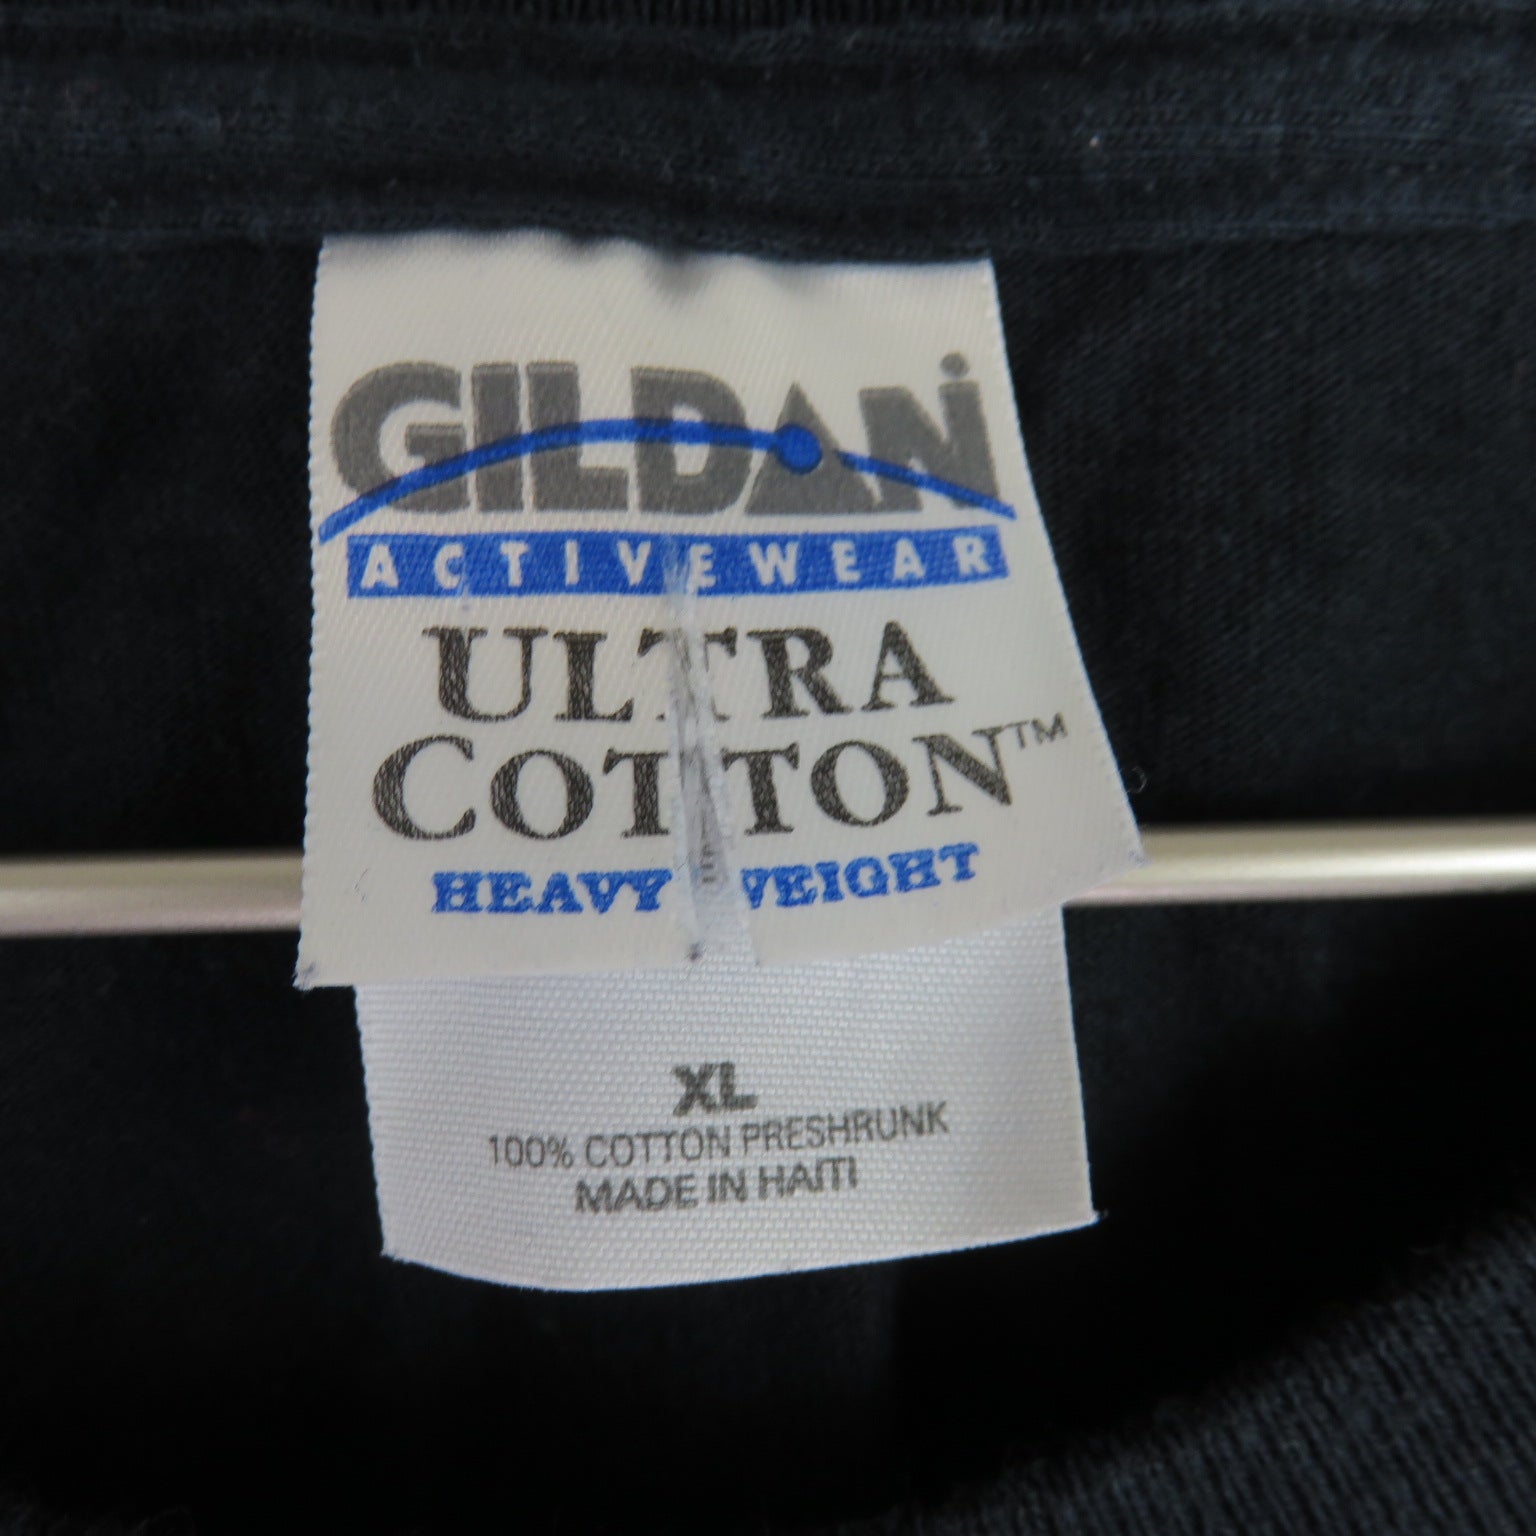 GILDAN
ACTIVEWEAR
ULTRA
COTTON™
HEAVY WEIGHT
XL
100% COTTON PRESHRUNK
MADE IN HAITI